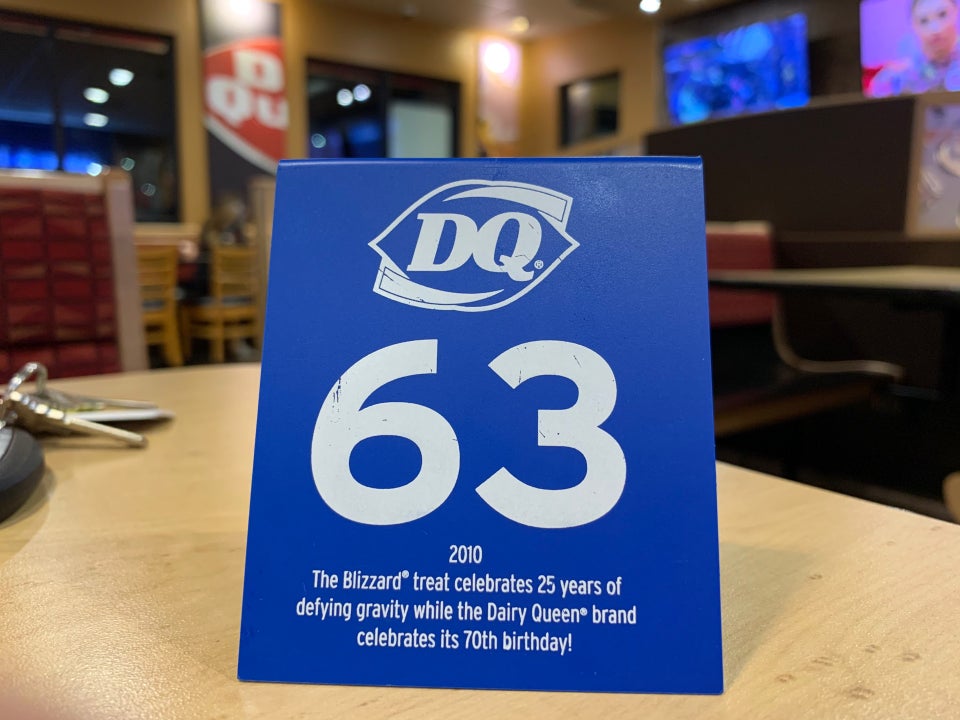 D
Qu
DQ®
63
2010
The Blizzard® treat celebrates 25 years of
defying gravity while the Dairy Queen® brand
celebrates its 70th birthday!